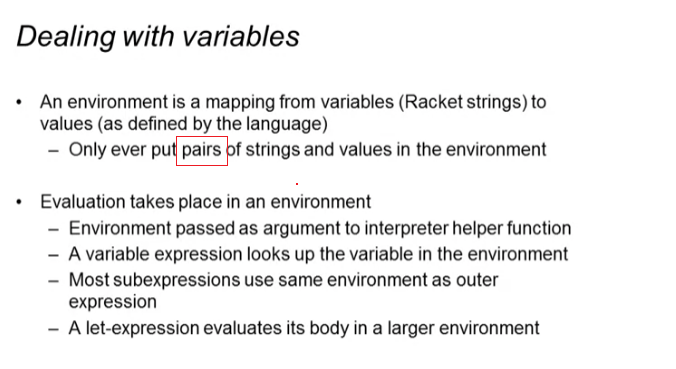 Dealing with variables
• An environment is a mapping from variables (Racket strings) to
values (as defined by the language)
– Only ever put pairs of strings and values in the environment
• Evaluation takes place in an environment
– Environment passed as argument to interpreter helper function
– A variable expression looks up the variable in the environment
– Most subexpressions use same environment as outer
expression
– A let-expression evaluates its body in a larger environment